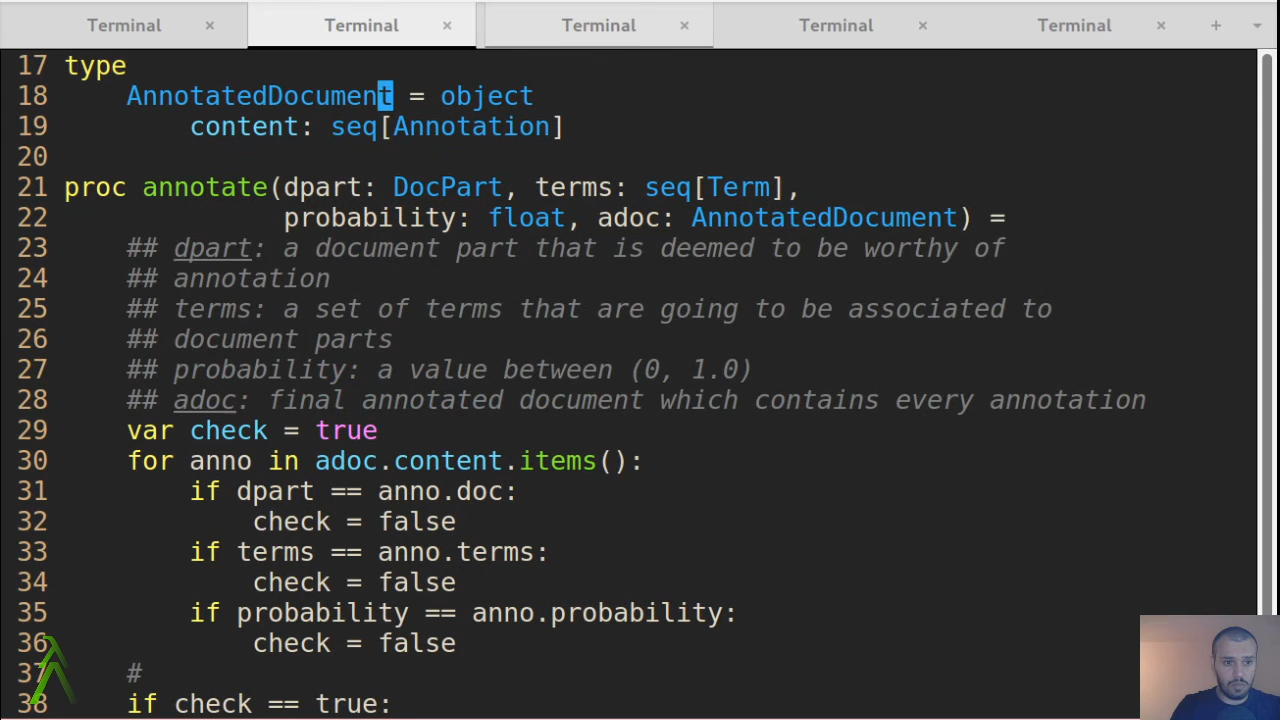 Terminal × Terminal × Terminal × Terminal × Terminal × +
17 type
18     AnnotatedDocument = object
19         content: seq[Annotation]
20
21 proc annotate(dpart: DocPart, terms: seq[Term],
22               probability: float, adoc: AnnotatedDocument) =
23     ## dpart: a document part that is deemed to be worthy of
24     ## annotation
25     ## terms: a set of terms that are going to be associated to
26     ## document parts
27     ## probability: a value between (0, 1.0)
28     ## adoc: final annotated document which contains every annotation
29     var check = true
30     for anno in adoc.content.items():
31         if dpart == anno.doc:
32             check = false
33         if terms == anno.terms:
34             check = false
35         if probability == anno.probability:
36             check = false
37     #
38     if check == true: